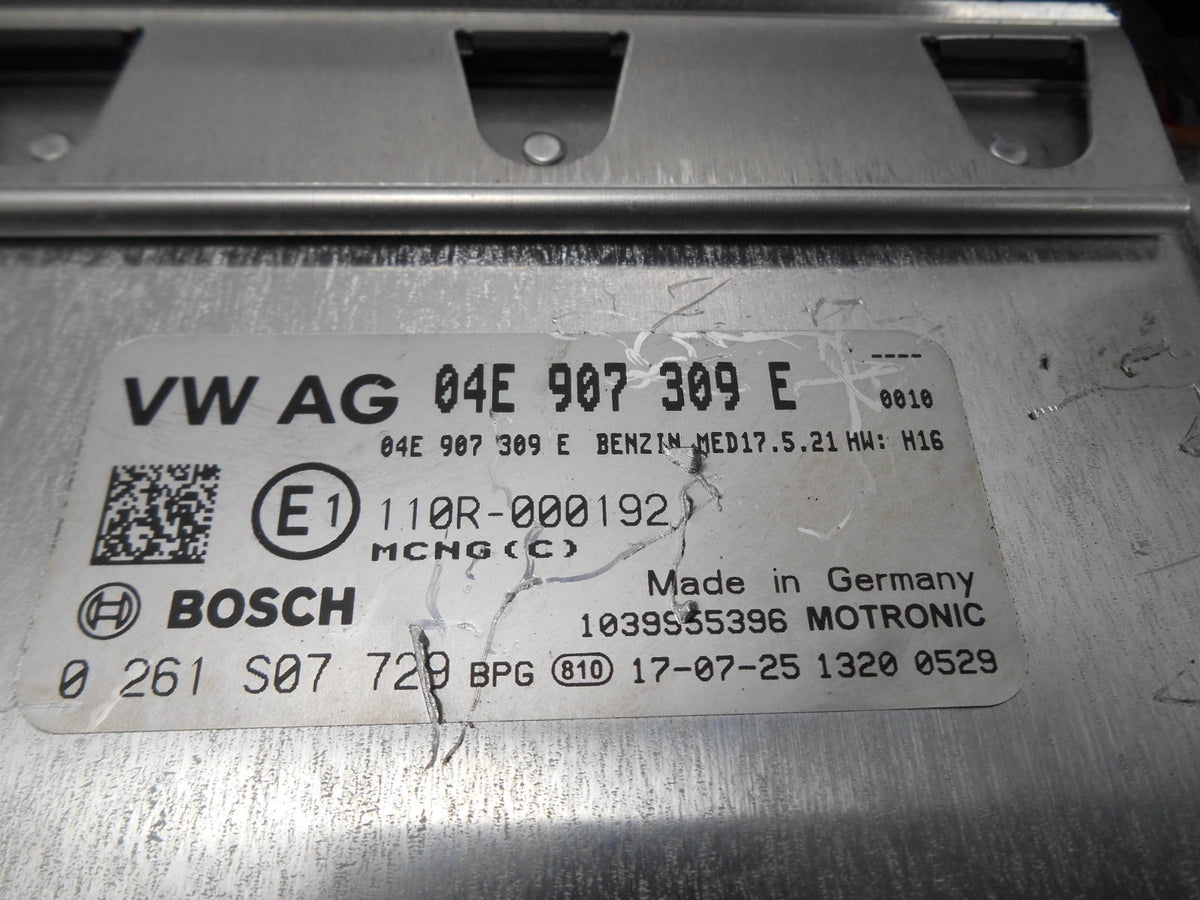 ----
VW AG 04E 907 309 E 0010
04E 907 309 E BENZIN MED17.5.21 HW: H16
E1 110R-000192
MCNG(C)
Made in Germany
BOSCH 1039S55396 MOTRONIC
0 261 S07 729 BPG 810 17-07-25 1320 0529